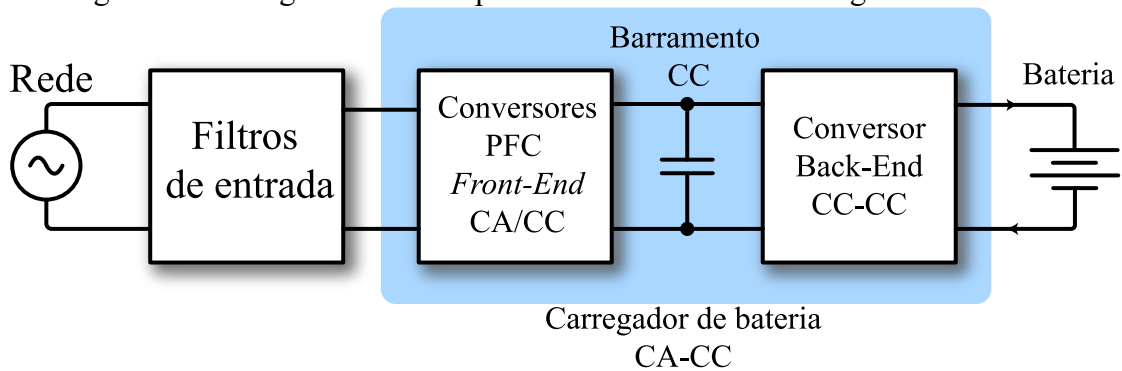 Rede
Filtros
de entrada
Conversores
PFC
Front-End
CA/CC
Barramento
CC
Conversor
Back-End
CC-CC
Bateria
Carregador de bateria
CA-CC